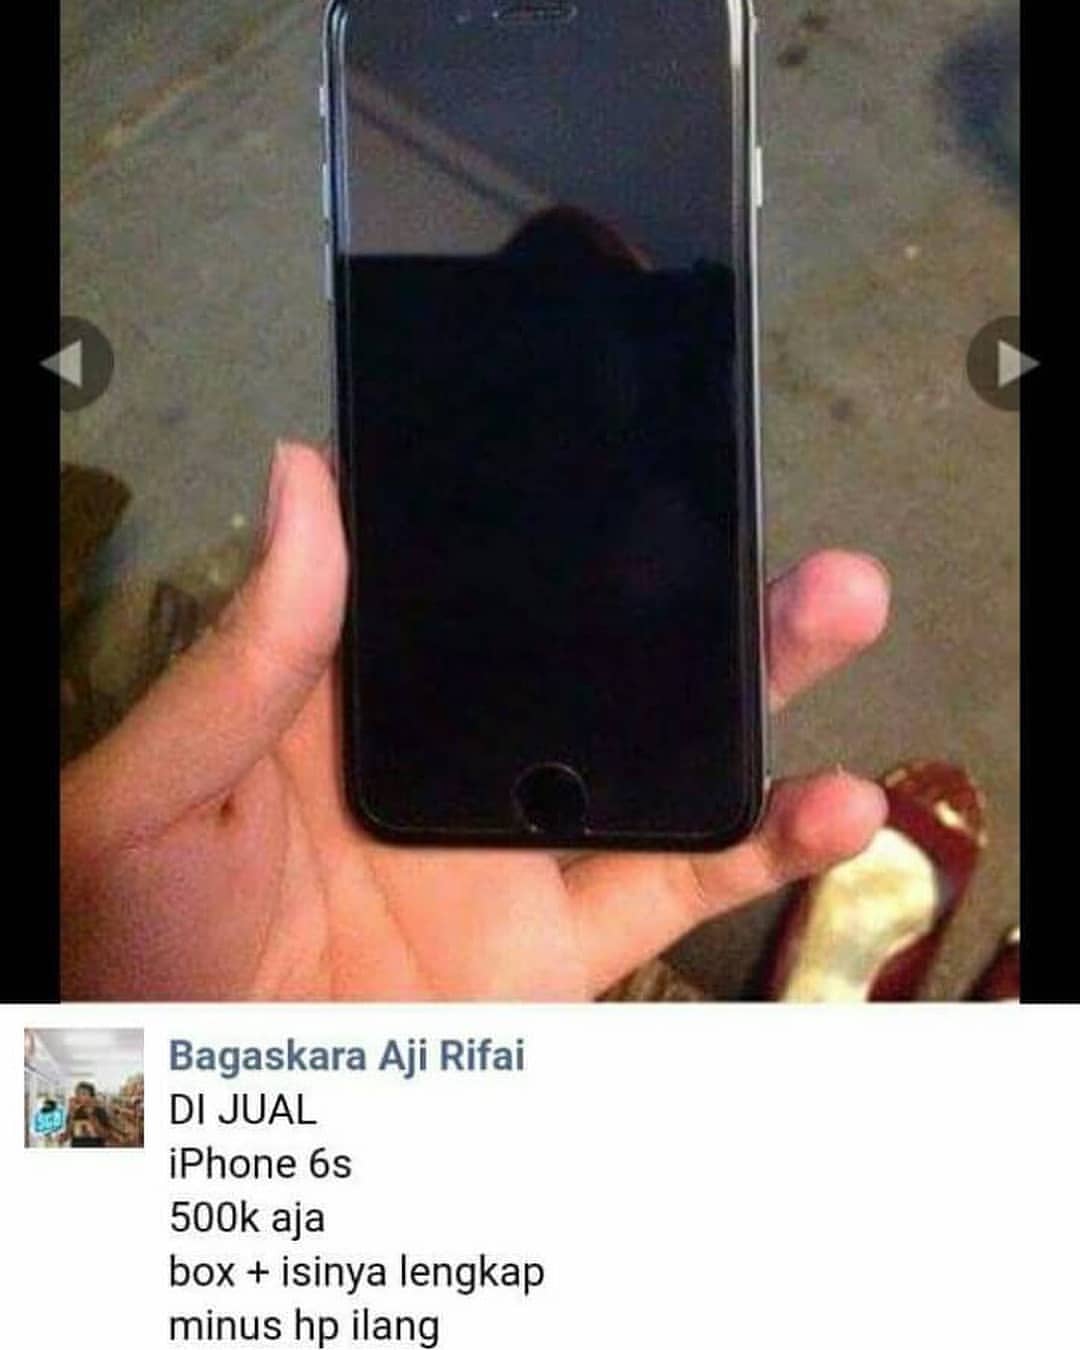 Bagaskara Aji Rifai
DI JUAL
iPhone 6s
500k aja
box + isinya lengkap
minus hp ilang